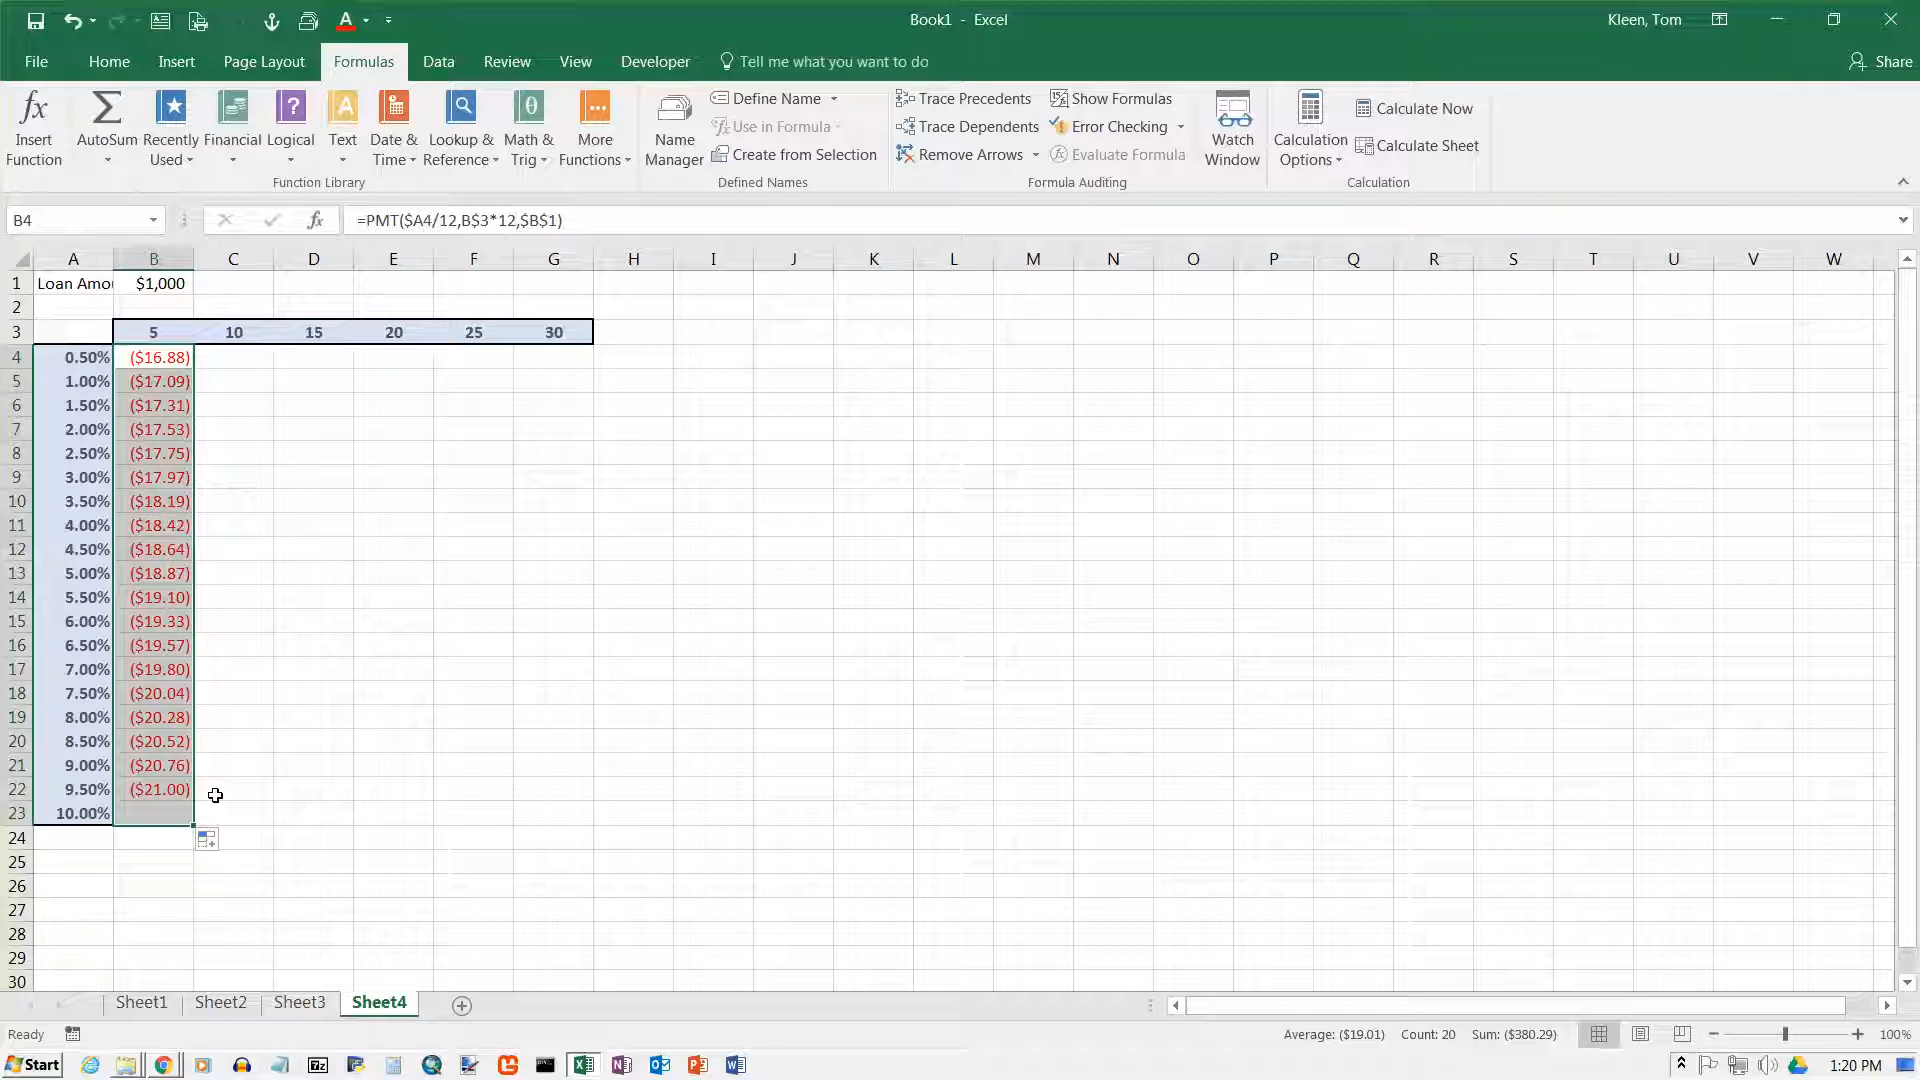 Book1 - Excel
Kleen, Tom
File Home Insert Page Layout Formulas Data Review View Developer Tell me what you want to do Share
Insert Function
AutoSum
Recently Used
Financial
Logical
Text
Date & Time
Lookup & Reference
Math & Trig
More Functions
Function Library
Name Manager
Define Name
Use in Formula
Create from Selection
Defined Names
Trace Precedents
Trace Dependents
Remove Arrows
Show Formulas
Error Checking
Evaluate Formula
Formula Auditing
Watch Window
Calculation Options
Calculate Now
Calculate Sheet
Calculation
B4 fx =PMT($A4/12,B$3*12,$B$1)
A B C D E F G H I J K L M N O P Q R S T U V W
1 Loan Amou $1,000
2
3 5 10 15 20 25 30
4 0.50% ($16.88)
5 1.00% ($17.09)
6 1.50% ($17.31)
7 2.00% ($17.53)
8 2.50% ($17.75)
9 3.00% ($17.97)
10 3.50% ($18.19)
11 4.00% ($18.42)
12 4.50% ($18.64)
13 5.00% ($18.87)
14 5.50% ($19.10)
15 6.00% ($19.33)
16 6.50% ($19.57)
17 7.00% ($19.80)
18 7.50% ($20.04)
19 8.00% ($20.28)
20 8.50% ($20.52)
21 9.00% ($20.76)
22 9.50% ($21.00)
23 10.00%
24
25
26
27
28
29
30
Sheet1 Sheet2 Sheet3 Sheet4
Ready Average: ($19.01) Count: 20 Sum: ($380.29) 100%
Start 1:20 PM